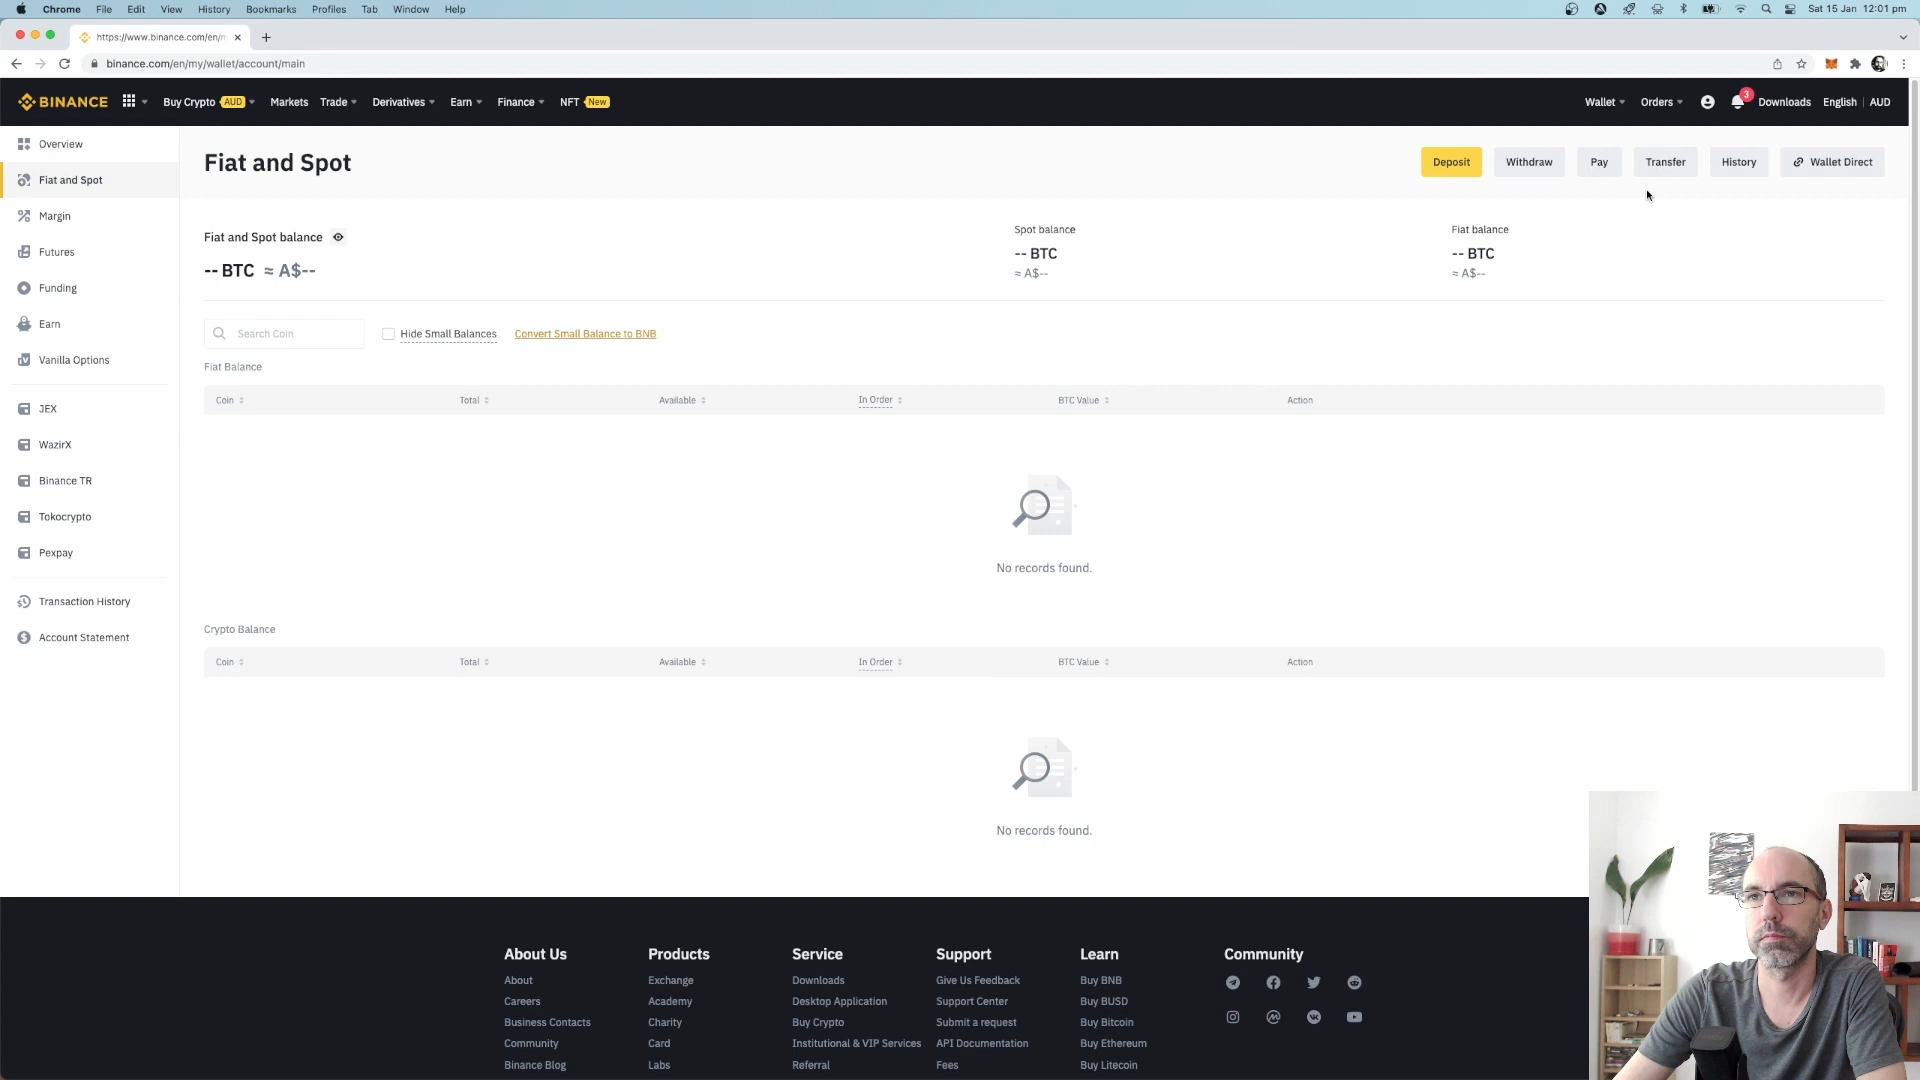 Chrome File Edit View History Bookmarks Profiles Tab Window Help Sat 15 Jan 12:01 pm
https://www.binance.com/en/m
binance.com/en/my/wallet/account/main
BINANCE Buy Crypto AUD Markets Trade Derivatives Earn Finance NFT New Wallet Orders 3 Downloads English | AUD
Overview
Fiat and Spot
Margin
Futures
Funding
Earn
Vanilla Options
JEX
WazirX
Binance TR
Tokocrypto
Pexpay
Transaction History
Account Statement
Fiat and Spot
Deposit Withdraw Pay Transfer History Wallet Direct
Fiat and Spot balance
-- BTC ≈ A$--
Spot balance
-- BTC
≈ A$--
Fiat balance
-- BTC
≈ A$--
Search Coin Hide Small Balances Convert Small Balance to BNB
Fiat Balance
Coin Total Available In Order BTC Value Action
No records found.
Crypto Balance
Coin Total Available In Order BTC Value Action
No records found.
About Us
About
Careers
Business Contacts
Community
Binance Blog
Products
Exchange
Academy
Charity
Card
Labs
Service
Downloads
Desktop Application
Buy Crypto
Institutional & VIP Services
Referral
Support
Give Us Feedback
Support Center
Submit a request
API Documentation
Fees
Learn
Buy BNB
Buy BUSD
Buy Bitcoin
Buy Ethereum
Buy Litecoin
Community